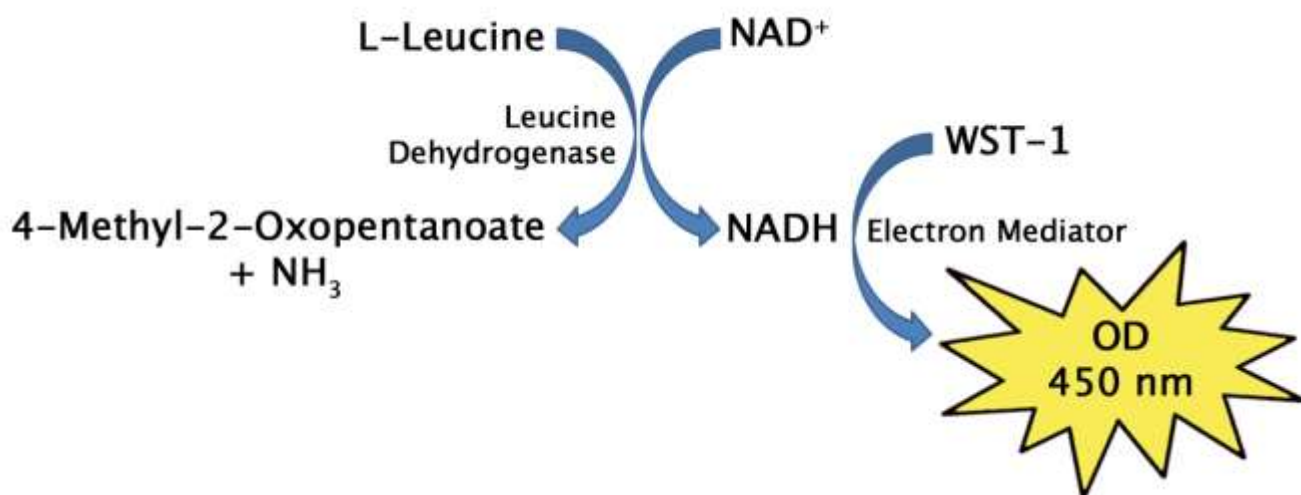 L-Leucine
NAD⁺
Leucine
Dehydrogenase
WST-1
4-Methyl-2-Oxopentanoate
+ NH₃
NADH
Electron Mediator
OD
450 nm